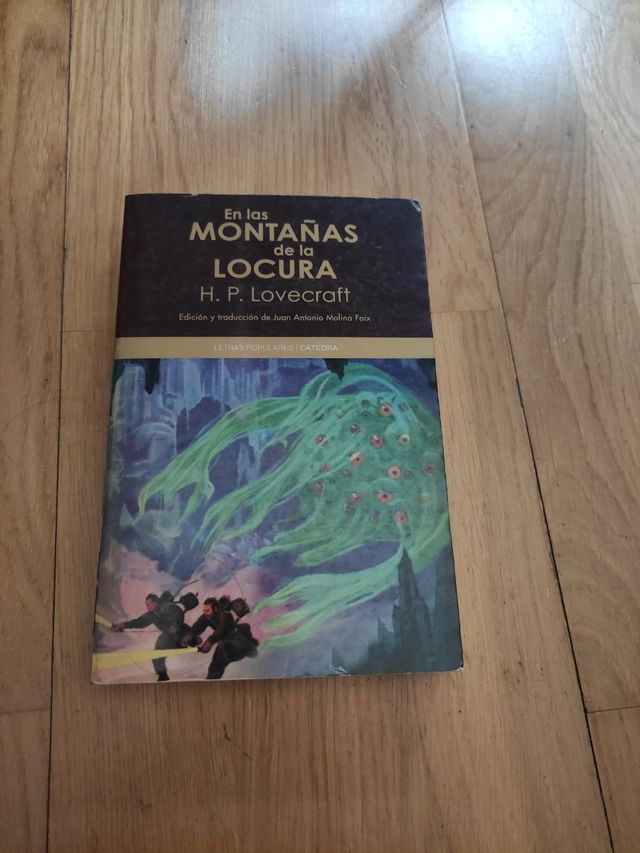 En las
MONTAÑAS
de la
LOCURA
H. P. Lovecraft
Edición y traducción de Juan Antonio Molina Foix
LETRAS POPULARES | CÁTEDRA